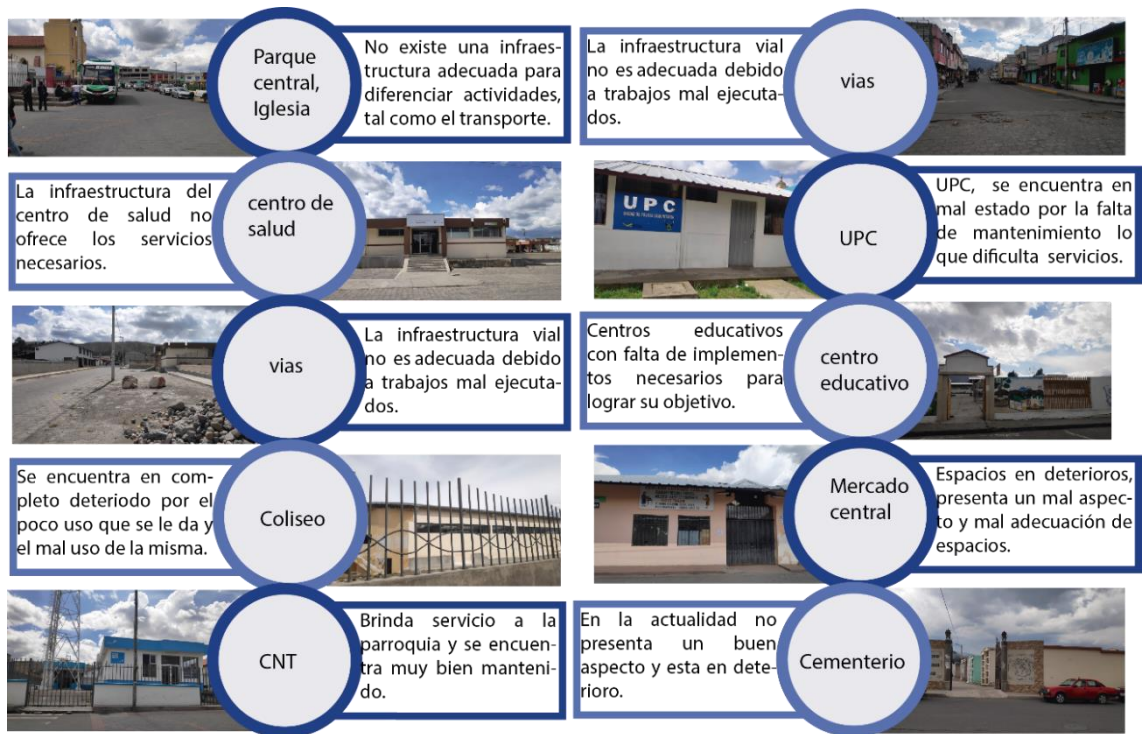 Parque
central,
Iglesia
No existe una infraes-
tructura adecuada para
diferenciar actividades,
tal como el transporte.
La infraestructura del
centro de salud no
ofrece los servicios
necesarios.
centro de
salud
vias
La infraestructura vial
no es adecuada debido
a trabajos mal ejecuta-
dos.
Se encuentra en com-
pleto deteriodo por el
poco uso que se le da y
el mal uso de la misma.
Coliseo
CNT
Brinda servicio a la
parroquia y se encuen-
tra muy bien manteni-
do.
La infraestructura vial
no es adecuada debido
a trabajos mal ejecuta-
dos.
vias
UPC
UPC
UPC, se encuentra en
mal estado por la falta
de mantenimiento lo
que dificulta servicios.
Centros educativos
con falta de implemen-
tos necesarios para
lograr su objetivo.
centro
educativo
Mercado
central
Espacios en deterioros,
presenta un mal aspec-
to y mal adecuación de
espacios.
En la actualidad no
presenta un buen
aspecto y esta en dete-
rioro.
Cementerio